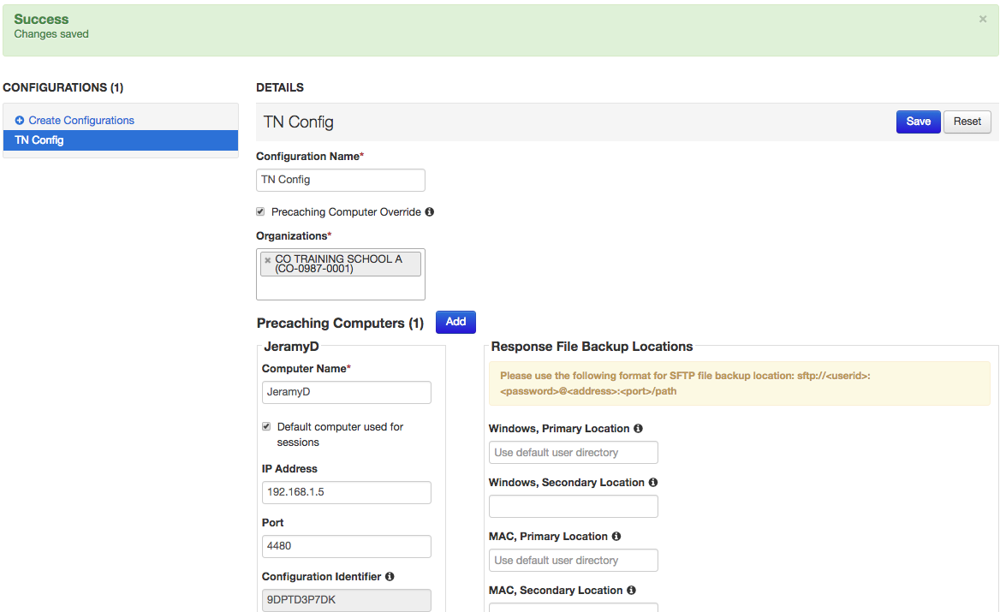 Success
Changes saved
×
CONFIGURATIONS (1)
Create Configurations
TN Config
DETAILS
TN Config
Save
Reset
Configuration Name*
TN Config
Precaching Computer Override
Organizations*
× CO TRAINING SCHOOL A
(CO-0987-0001)
Precaching Computers (1)
Add
JeramyD
Computer Name*
JeramyD
Default computer used for
sessions
IP Address
192.168.1.5
Port
4480
Configuration Identifier
9DPTD3P7DK
Response File Backup Locations
Please use the following format for SFTP file backup location: sftp://<userid>:
<password>@<address>:<port>/path
Windows, Primary Location
Use default user directory
Windows, Secondary Location
MAC, Primary Location
Use default user directory
MAC, Secondary Location